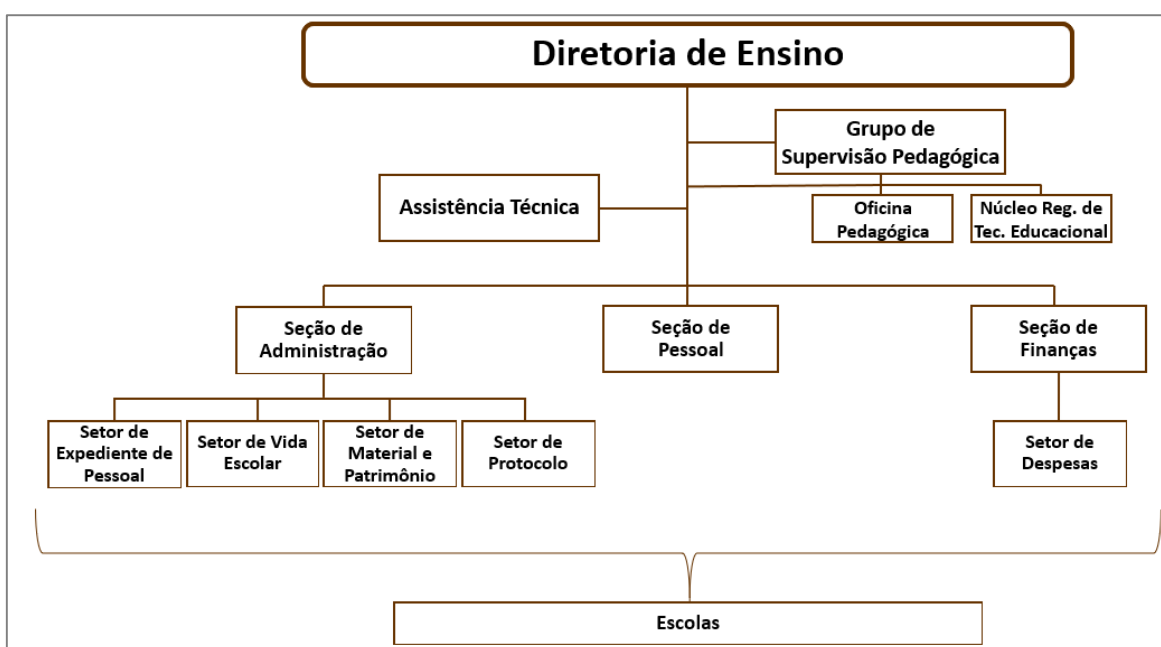 Diretoria de Ensino
Grupo de
Supervisão Pedagógica
Assistência Técnica
Oficina
Pedagógica
Núcleo Reg. de
Tec. Educacional
Seção de
Administração
Seção de
Pessoal
Seção de
Finanças
Setor de
Expediente de
Pessoal
Setor de Vida
Escolar
Setor de
Material e
Patrimônio
Setor de
Protocolo
Setor de
Despesas
Escolas